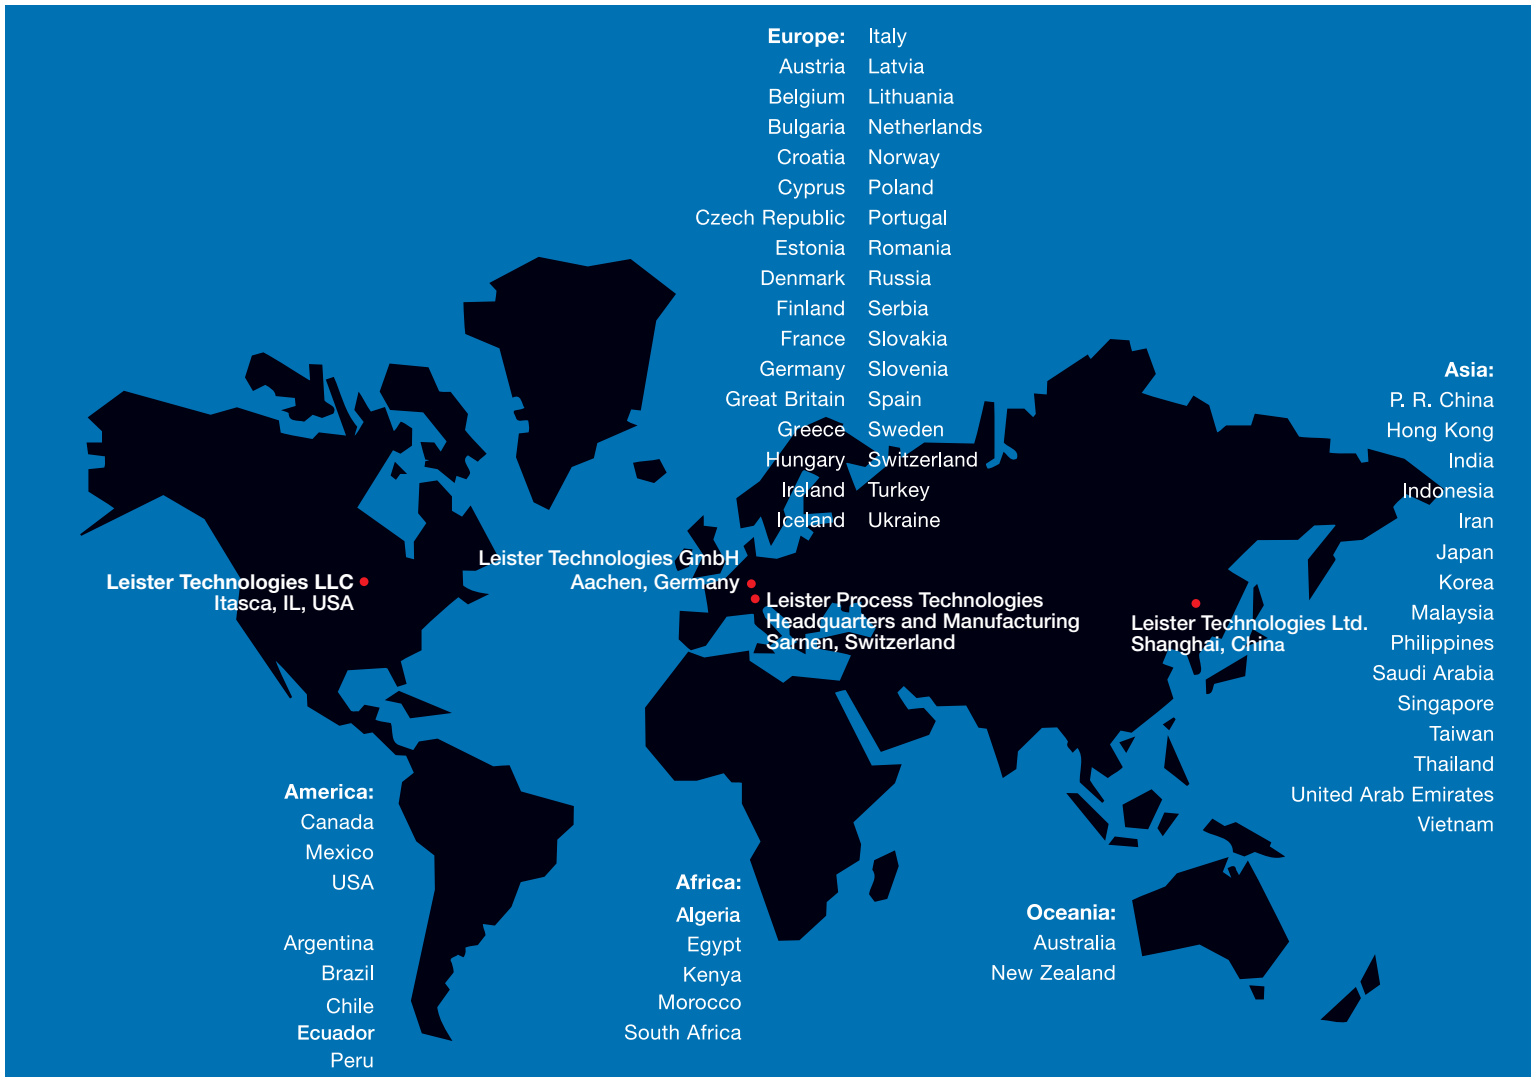 Europe:
Austria
Belgium
Bulgaria
Croatia
Cyprus
Czech Republic
Estonia
Denmark
Finland
France
Germany
Great Britain
Greece
Hungary
Ireland
Iceland
Italy
Latvia
Lithuania
Netherlands
Norway
Poland
Portugal
Romania
Russia
Serbia
Slovakia
Slovenia
Spain
Sweden
Switzerland
Turkey
Ukraine
Asia:
P. R. China
Hong Kong
India
Indonesia
Iran
Japan
Korea
Malaysia
Philippines
Saudi Arabia
Singapore
Taiwan
Thailand
United Arab Emirates
Vietnam
Leister Technologies LLC
Itasca, IL, USA
Leister Technologies GmbH
Aachen, Germany
Leister Process Technologies
Headquarters and Manufacturing
Sarnen, Switzerland
Leister Technologies Ltd.
Shanghai, China
America:
Canada
Mexico
USA
Argentina
Brazil
Chile
Ecuador
Peru
Africa:
Algeria
Egypt
Kenya
Morocco
South Africa
Oceania:
Australia
New Zealand